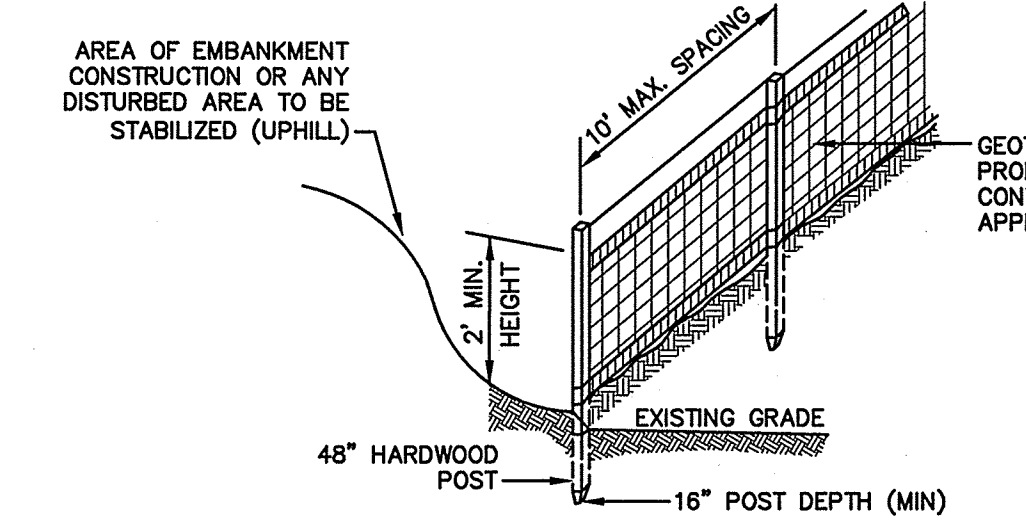 AREA OF EMBANKMENT
CONSTRUCTION OR ANY
DISTURBED AREA TO BE
STABILIZED (UPHILL)
10' MAX. SPACING
2' MIN.
HEIGHT
EXISTING GRADE
48" HARDWOOD
POST
16" POST DEPTH (MIN)